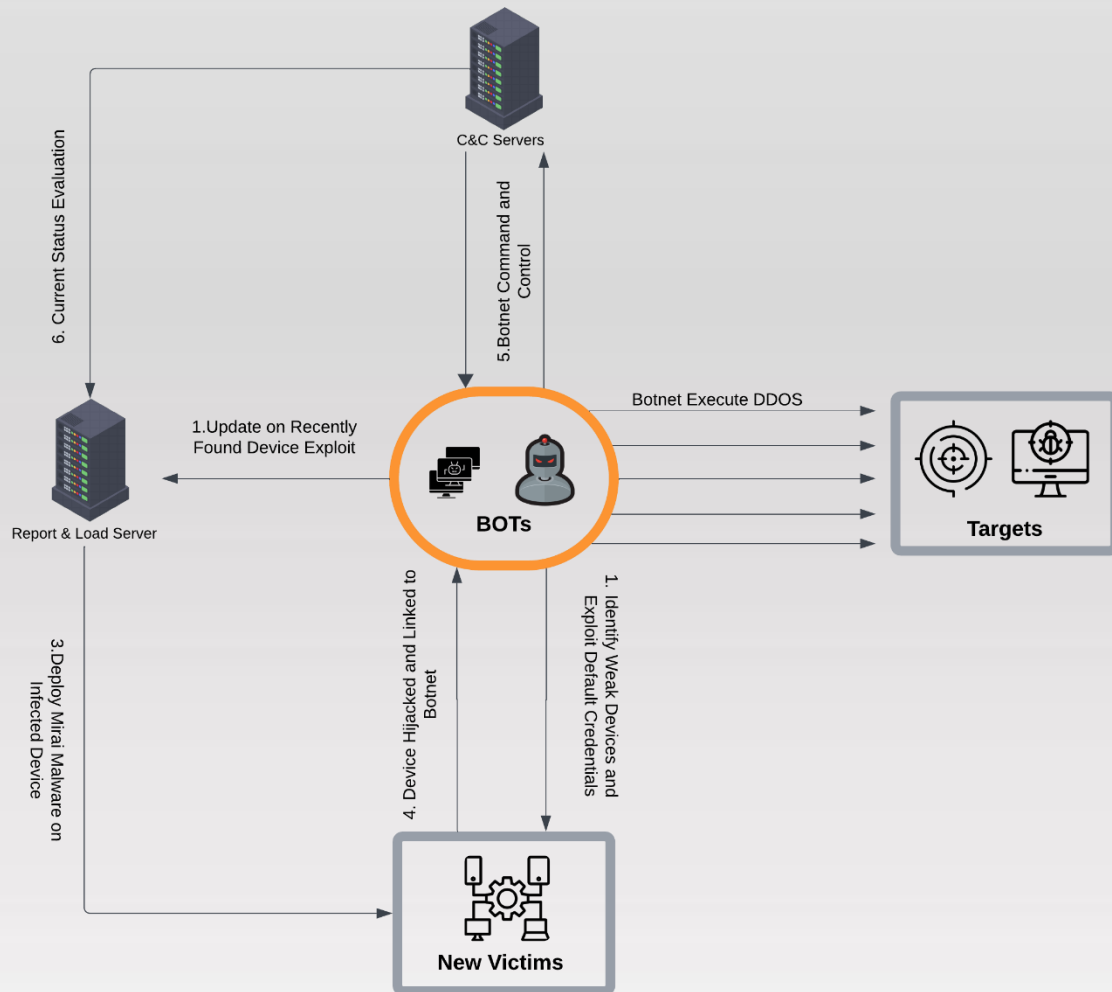 C&C Servers
6. Current Status Evaluation
5.Botnet Command and
Control
Botnet Execute DDOS
1.Update on Recently
Found Device Exploit
BOTs
Targets
Report & Load Server
3.Deploy Mirai Malware on
Infected Device
4. Device Hijacked and Linked to
Botnet
1. Identify Weak Devices and
Exploit Default Credentials
New Victims